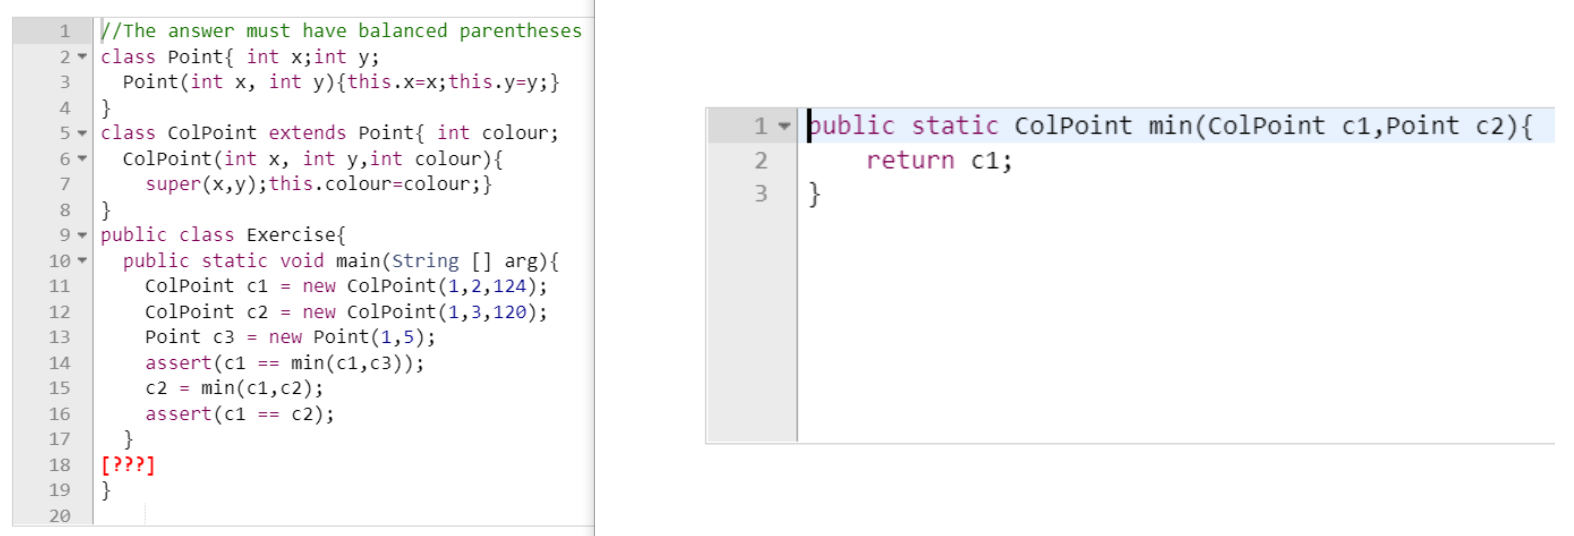 1 //The answer must have balanced parentheses
2 class Point{ int x;int y;
3   Point(int x, int y){this.x=x;this.y=y;}
4 }
5 class ColPoint extends Point{ int colour;
6   ColPoint(int x, int y,int colour){
7     super(x,y);this.colour=colour;}
8 }
9 public class Exercise{
10   public static void main(String [] arg){
11     ColPoint c1 = new ColPoint(1,2,124);
12     ColPoint c2 = new ColPoint(1,3,120);
13     Point c3 = new Point(1,5);
14     assert(c1 == min(c1,c3));
15     c2 = min(c1,c2);
16     assert(c1 == c2);
17   }
18 [???]
19 }
20
1 public static ColPoint min(ColPoint c1,Point c2){
2     return c1;
3 }